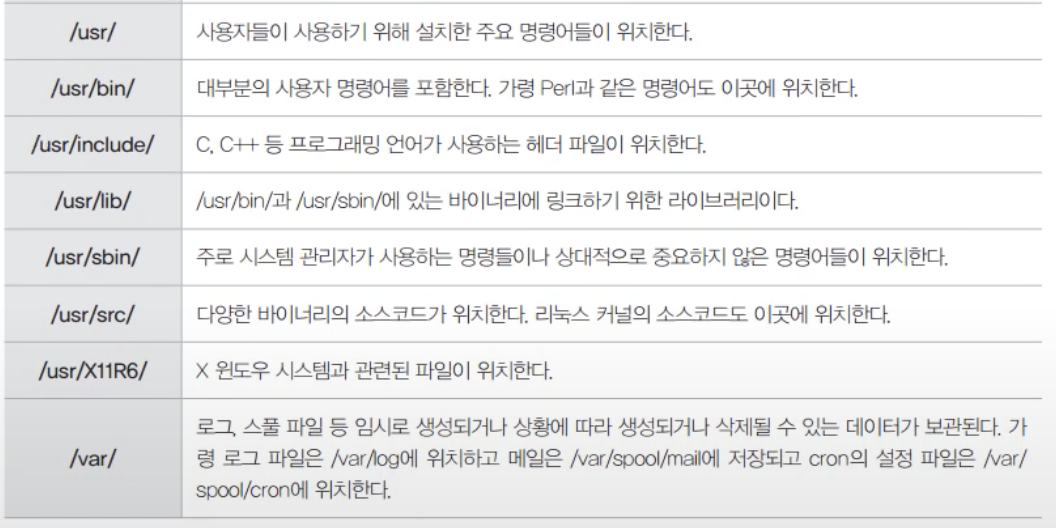 /usr/ 사용자들이 사용하기 위해 설치한 주요 명령어들이 위치한다.
/usr/bin/ 대부분의 사용자 명령어를 포함한다. 가령 Perl과 같은 명령어도 이곳에 위치한다.
/usr/include/ C, C++ 등 프로그래밍 언어가 사용하는 헤더 파일이 위치한다.
/usr/lib/ /usr/bin/과 /usr/sbin/에 있는 바이너리에 링크하기 위한 라이브러리이다.
/usr/sbin/ 주로 시스템 관리자가 사용하는 명령들이나 상대적으로 중요하지 않은 명령어들이 위치한다.
/usr/src/ 다양한 바이너리의 소스코드가 위치한다. 리눅스 커널의 소스코드도 이곳에 위치한다.
/usr/X11R6/ X 윈도우 시스템과 관련된 파일이 위치한다.
/var/
로그, 스풀 파일 등 임시로 생성되거나 상황에 따라 생성되거나 삭제될 수 있는 데이터가 보관된다. 가
령 로그 파일은 /var/log에 위치하고 메일은 /var/spool/mail에 저장되고 cron의 설정 파일은 /var/
spool/cron에 위치한다.